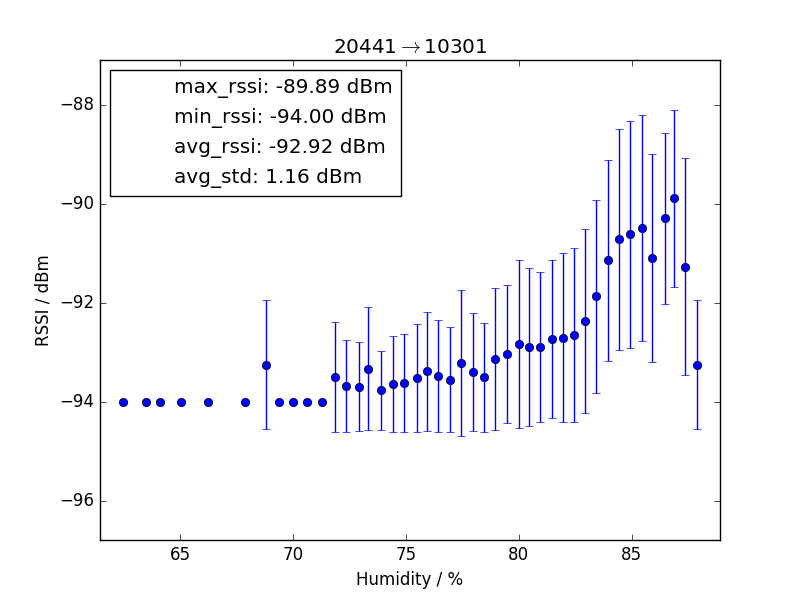 20441→10301
max_rssi: -89.89 dBm
min_rssi: -94.00 dBm
avg_rssi: -92.92 dBm
avg_std: 1.16 dBm
RSSI / dBm
−88
−90
−92
−94
−96
65 70 75 80 85
Humidity / %